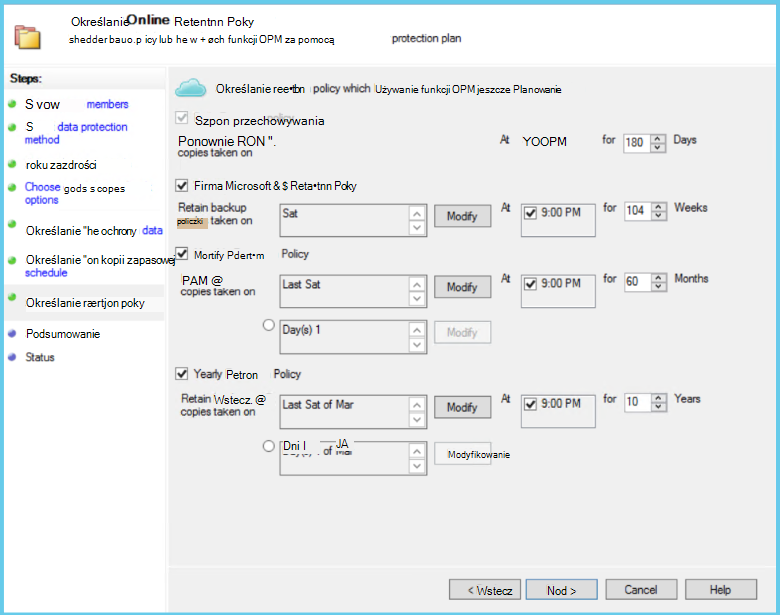 Określanie Online Retentnn Poky
shedder bauo.p icy lub he w + øch funkcji OPM za pomocą protection plan
Steps:
S vow members
S data protection
method
roku zazdrości
Choose gods s copes
options
Określanie "he ochrony data
Określanie "on kopii zapasowej
schedule
Określanie rærtjon poky
Podsumowanie
Status
Określanie ree•tbn policy which Używanie funkcji OPM jeszcze Planowanie
Szpon przechowywania
Ponownie RON ". At YOOPM for 180 Days
copies taken on
Firma Microsoft & $ Reta•tnn Poky
Retain backup Sat Modify At 9:00 PM for 104 Weeks
policzki taken on
Mortify Pdert•m Policy
PAM @ Last Sat Modify At 9:00 PM for 60 Months
copies taken on
Day(s) 1 Modify
Yearly Petron Policy
Retain Wstecz. @ Last Sat of Mar Modify At 9:00 PM for 10 Years
copies taken on
Dni I JA Modyfikowanie
< Wstecz Nod > Cancel Help